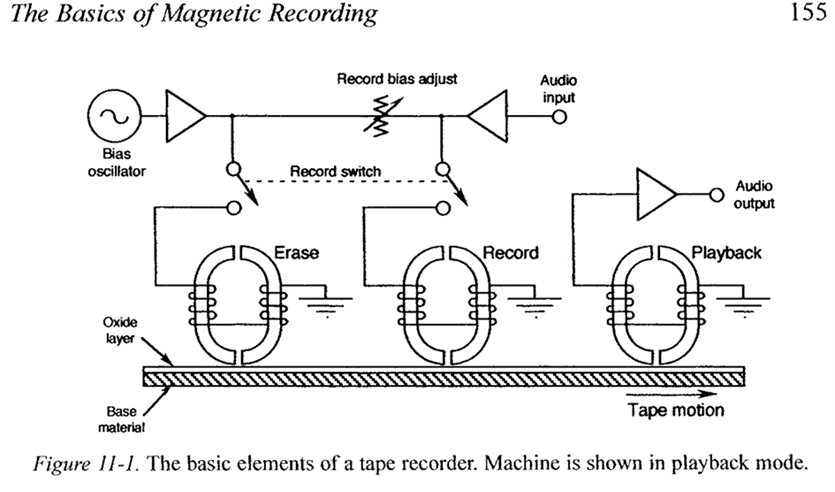 The Basics of Magnetic Recording 155
Record bias adjust
Audio
input
Bias
oscillator
Record switch
Audio
output
Erase
Record
Playback
Oxide
layer
Base
material
Tape motion
Figure 11-1. The basic elements of a tape recorder. Machine is shown in playback mode.